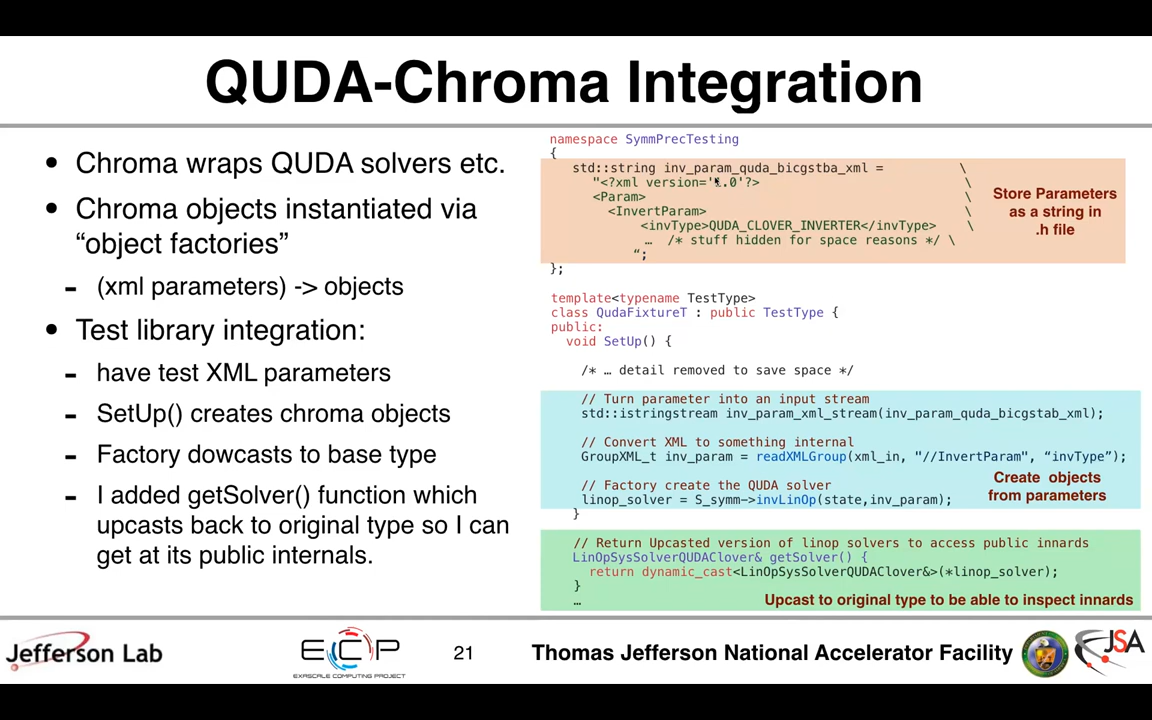 QUDA-Chroma Integration
• Chroma wraps QUDA solvers etc.
• Chroma objects instantiated via
“object factories”
- (xml parameters) -> objects
• Test library integration:
- have test XML parameters
- SetUp() creates chroma objects
- Factory dowcasts to base type
- I added getSolver() function which
upcasts back to original type so I can
get at its public internals.
namespace SymmPrecTesting
{
std::string inv_param_quda_bicgstba_xml = \
"<?xml version='1.0'?> \
<Param> \
<InvertParam> \
<invType>QUDA_CLOVER_INVERTER</invType> \
… /* stuff hidden for space reasons */ \
“;
};
Store Parameters
as a string in
.h file
template<typename TestType>
class QudaFixtureT : public TestType {
public:
void SetUp() {
/* … detail removed to save space */
// Turn parameter into an input stream
std::istringstream inv_param_xml_stream(inv_param_quda_bicgstab_xml);
// Convert XML to something internal
GroupXML_t inv_param = readXMLGroup(xml_in, "//InvertParam", “invType”);
// Factory create the QUDA solver
linop_solver = S_symm->invLinOp(state,inv_param);
}
Create objects
from parameters
// Return Upcasted version of linop solvers to access public innards
LinOpSysSolverQUDAClover& getSolver() {
return dynamic_cast<LinOpSysSolverQUDAClover&>(*linop_solver);
}
…
Upcast to original type to be able to inspect innards
Jefferson Lab
ECP
EXASCALE COMPUTING PROJECT
21
Thomas Jefferson National Accelerator Facility
JSA